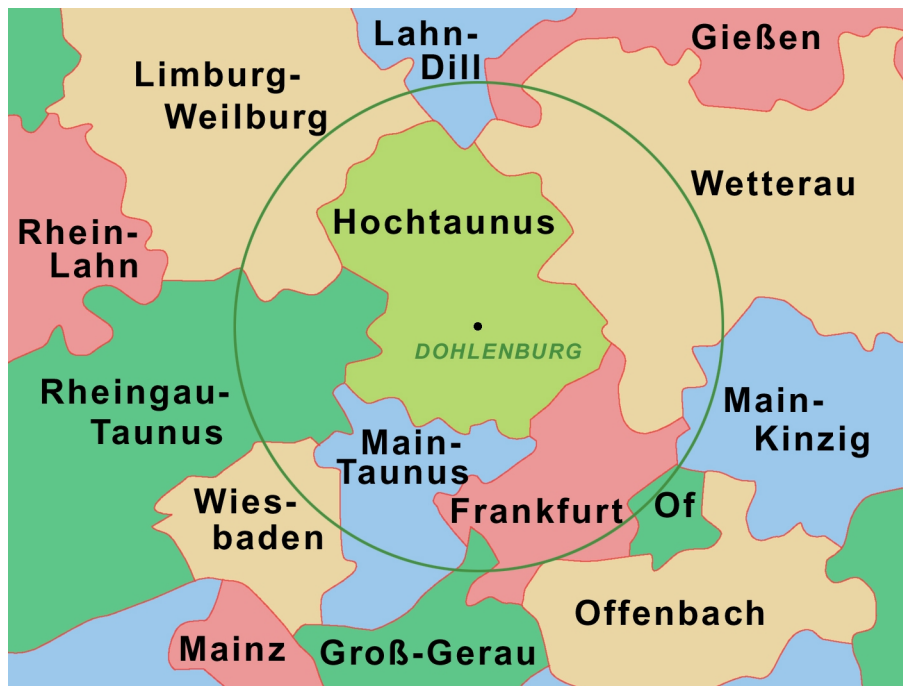 Lahn-
Dill
Gießen
Limburg-
Weilburg
Wetterau
Hochtaunus
Rhein-
Lahn
DOHLENBURG
Rheingau-
Taunus
Main-
Kinzig
Main-
Taunus
Wies-
baden
Frankfurt
Of
Offenbach
Mainz
Groß-Gerau